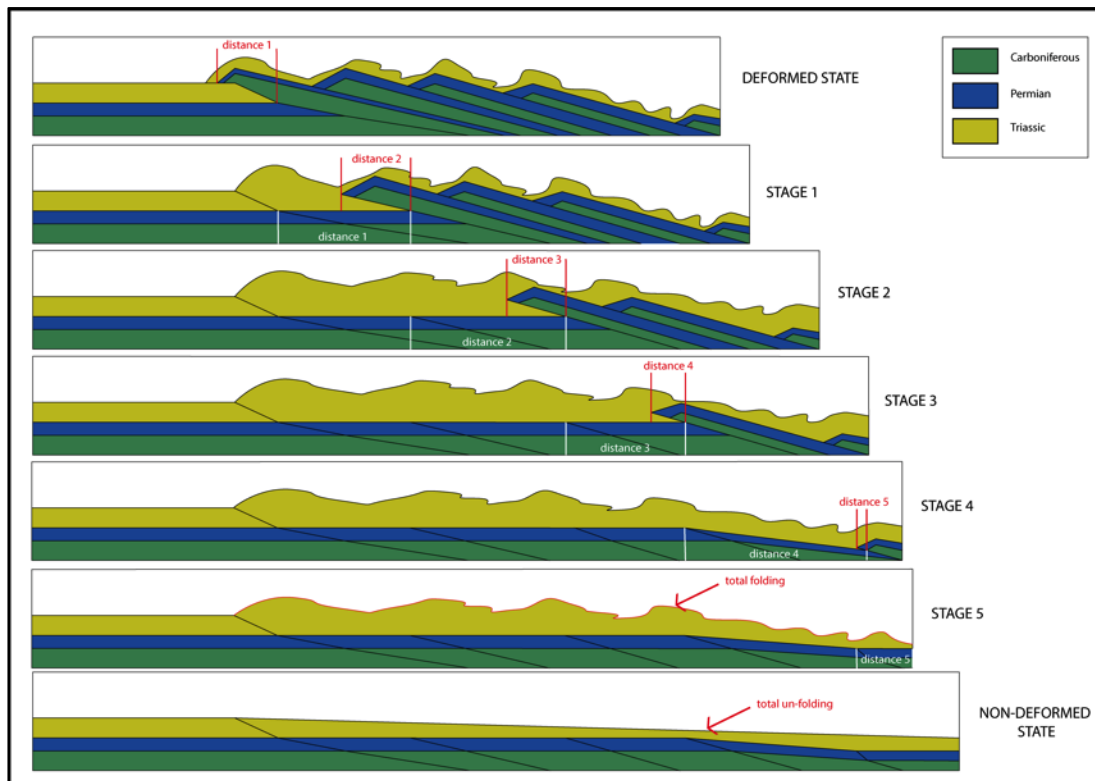 distance 1
DEFORMED STATE
Carboniferous
Permian
Triassic
distance 2
distance 1
STAGE 1
distance 3
distance 2
STAGE 2
distance 4
distance 3
STAGE 3
distance 5
distance 4
STAGE 4
total folding
distance 5
STAGE 5
total un-folding
NON-DEFORMED
STATE